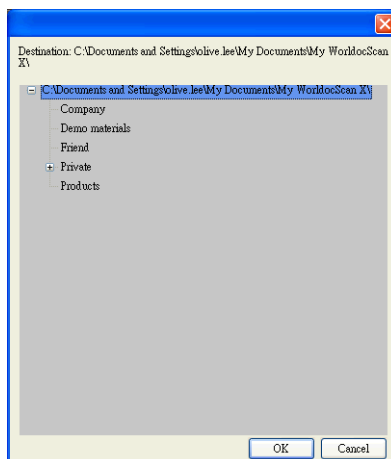 Destination: C:\Documents and Settings\olive.lee\My Documents\My WorldocScan
X\
C:\Documents and Settings\olive.lee\My Documents\My WorldocScan X\
Company
Demo materials
Friend
Private
Products
OK Cancel